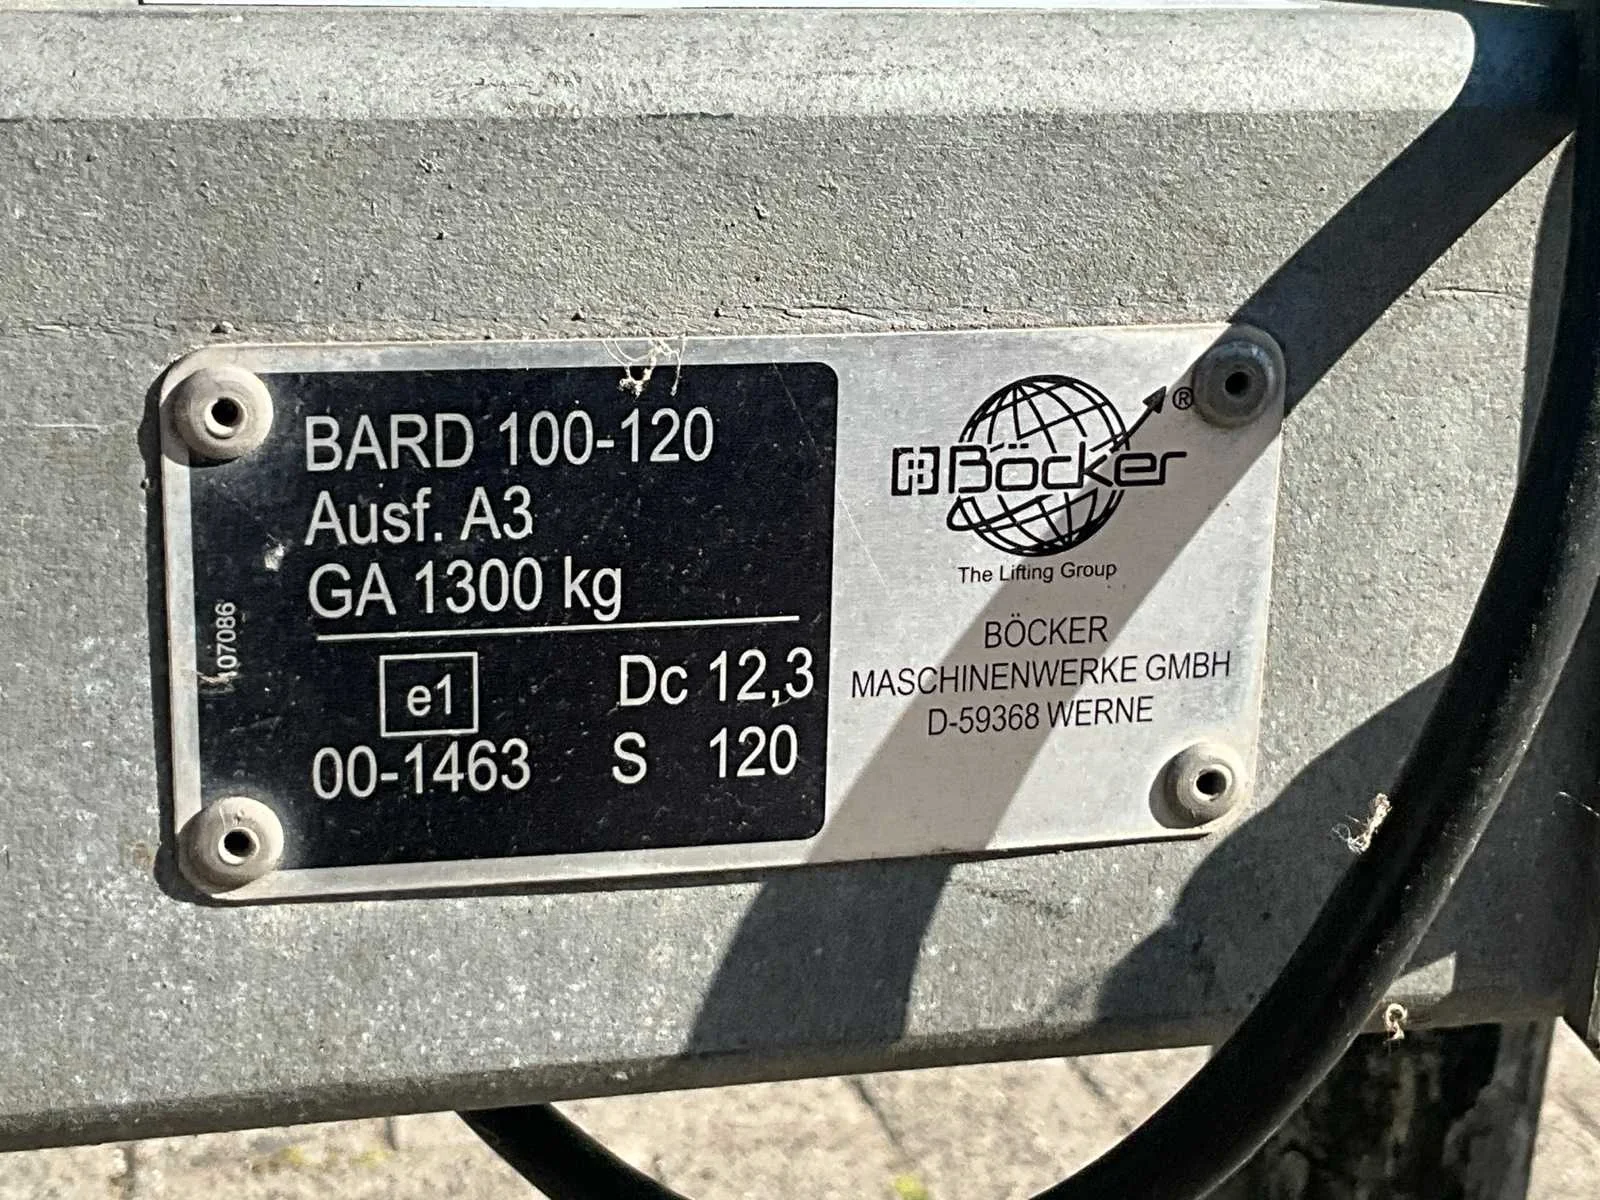 BARD 100-120
Ausf. A3
GA 1300 kg
107086
e1
Dc 12,3
00-1463
S 120
Böcker ®
The Lifting Group
BÖCKER
MASCHINENWERKE GMBH
D-59368 WERNE